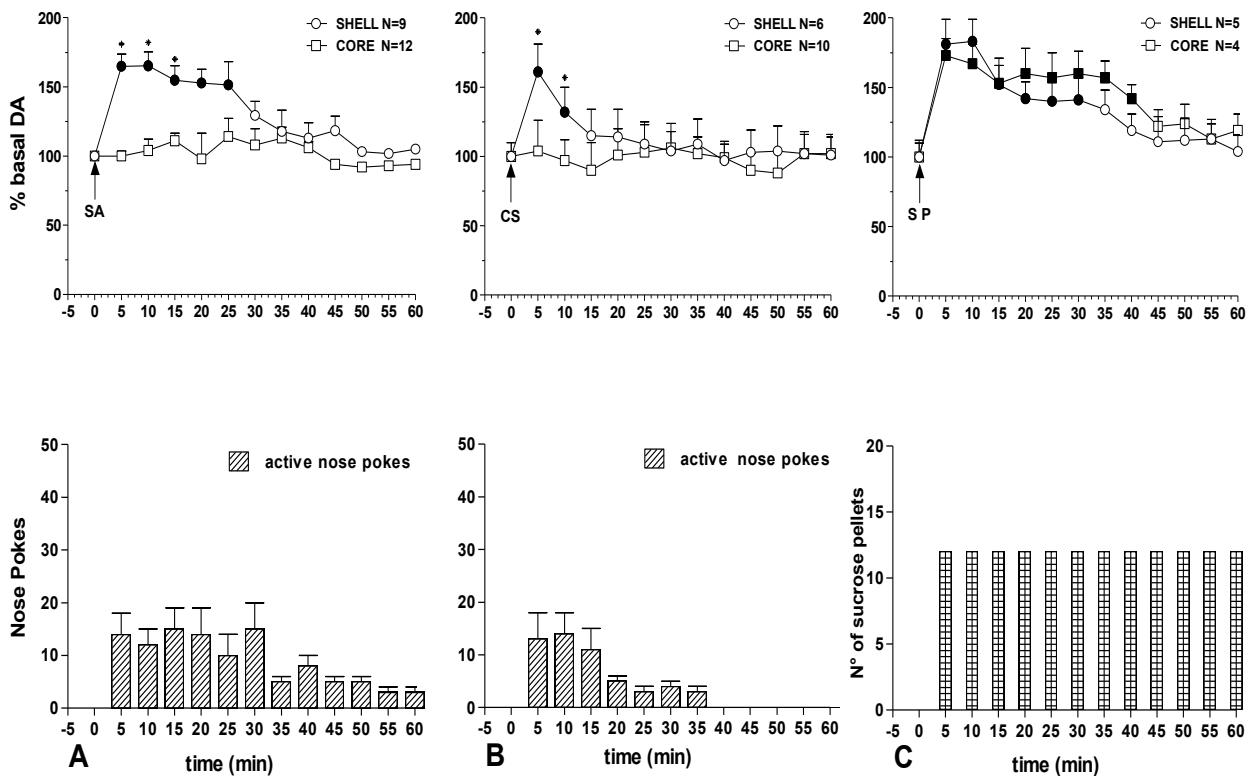 SHELL N=9
CORE N=12
% basal DA
200
150
100
50
0
SA
-5 0 5 10 15 20 25 30 35 40 45 50 55 60
SHELL N=6
CORE N=10
200
150
100
50
0
CS
-5 0 5 10 15 20 25 30 35 40 45 50 55 60
SHELL N=5
CORE N=4
200
150
100
50
0
S P
-5 0 5 10 15 20 25 30 35 40 45 50 55 60
active nose pokes
Nose Pokes
50
40
30
20
10
0
-5 0 5 10 15 20 25 30 35 40 45 50 55 60
A
time (min)
active nose pokes
50
40
30
20
10
0
-5 0 5 10 15 20 25 30 35 40 45 50 55 60
B
time (min)
N° of sucrose pellets
20
15
10
5
0
-5 0 5 10 15 20 25 30 35 40 45 50 55 60
C
time (min)